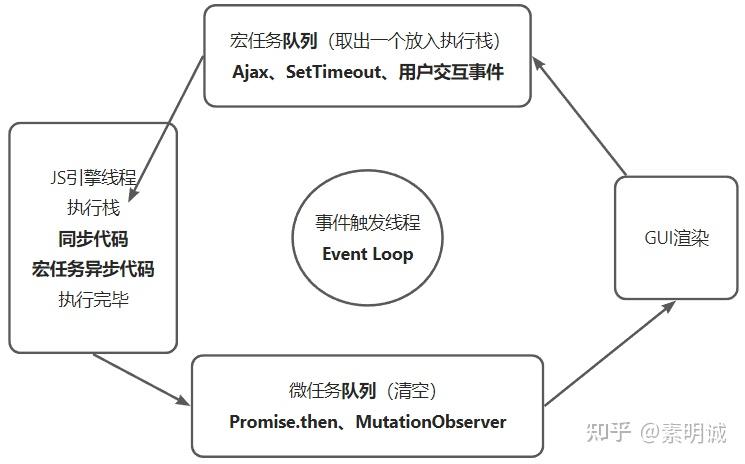 宏任务队列（取出一个放入执行栈）
Ajax、SetTimeout、用户交互事件
JS引擎线程
执行栈
同步代码
宏任务异步代码
执行完毕
事件触发线程
Event Loop
GUI渲染
微任务队列（清空）
Promise.then、MutationObserver
知乎 @素明诚